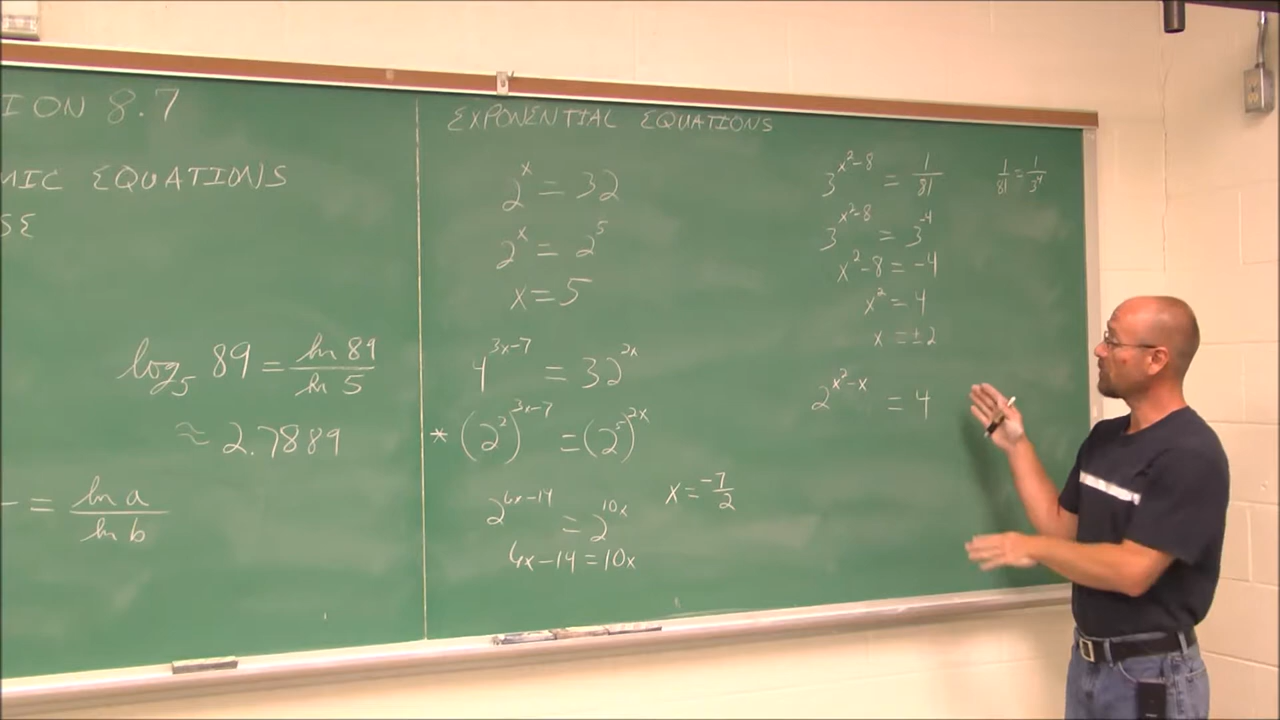 ION 8.7
MIC EQUATIONS
SE
log₅ 89 = ln 89 / ln 5
≈ 2.7889
= ln a / ln b
EXPONENTIAL EQUATIONS
2^x = 32
2^x = 2^5
x = 5
4^(3x-7) = 32^(2x)
* (2^2)^(3x-7) = (2^5)^(2x)
2^(6x-14) = 2^(10x)
6x-14 = 10x
x = -7/2
3^(x²-8) = 1/81
1/81 = 1/3^4
3^(x²-8) = 3^-4
x²-8 = -4
x² = 4
x = ±2
2^(x²-x) = 4